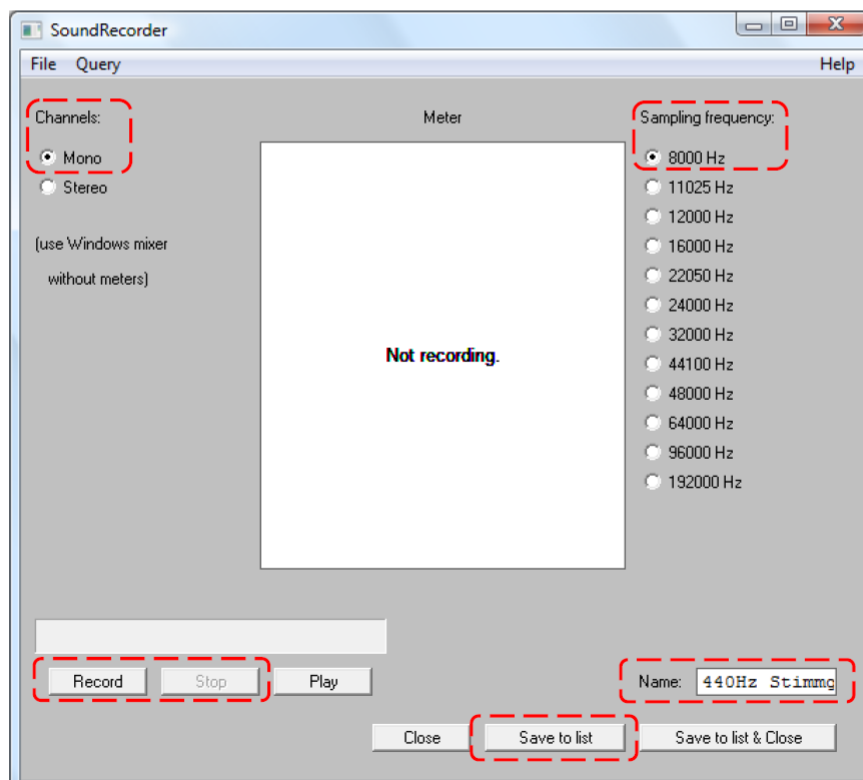 SoundRecorder
File Query Help
Channels:
Mono
Stereo
(use Windows mixer
without meters)
Meter
Not recording.
Sampling frequency:
8000 Hz
11025 Hz
12000 Hz
16000 Hz
22050 Hz
24000 Hz
32000 Hz
44100 Hz
48000 Hz
64000 Hz
96000 Hz
192000 Hz
Record Stop Play
Name: 440Hz Stimmg
Close Save to list Save to list & Close